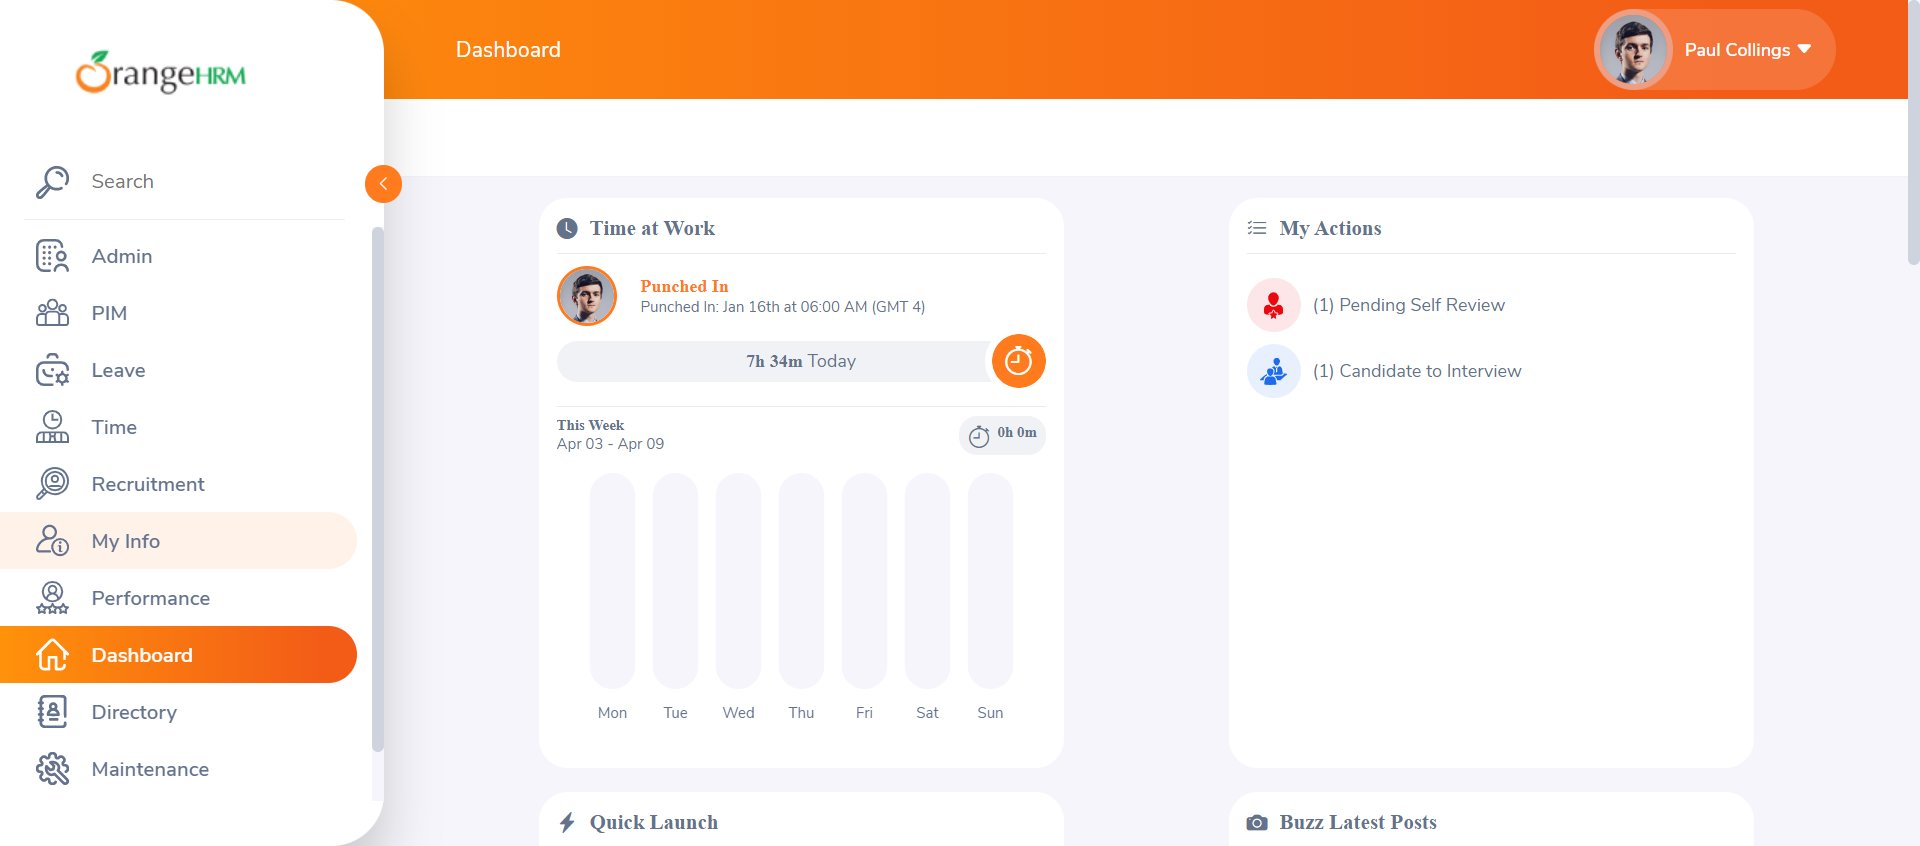 OrangeHRM
Dashboard
Paul Collings
Search
Admin
PIM
Leave
Time
Recruitment
My Info
Performance
Dashboard
Directory
Maintenance
Time at Work
Punched In
Punched In: Jan 16th at 06:00 AM (GMT 4)
7h 34m Today
This Week
Apr 03 - Apr 09
0h 0m
Mon Tue Wed Thu Fri Sat Sun
My Actions
(1) Pending Self Review
(1) Candidate to Interview
Quick Launch
Buzz Latest Posts